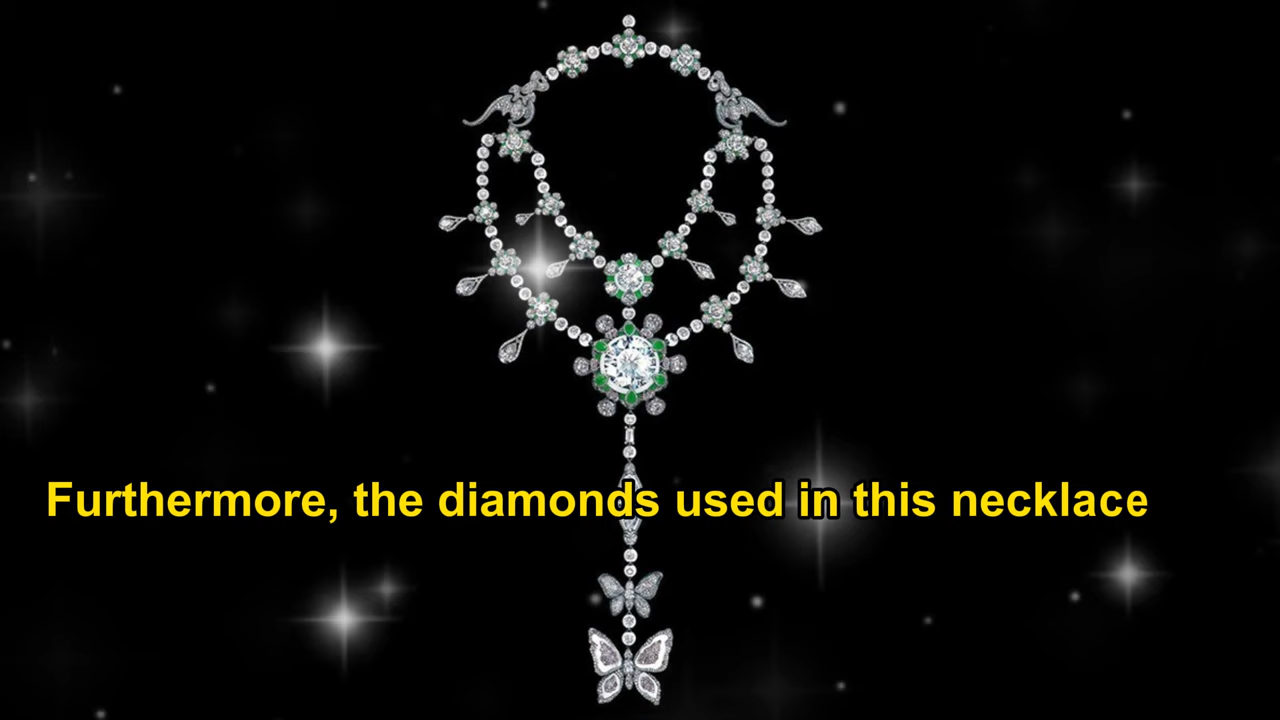 Furthermore, the diamonds used in this necklace